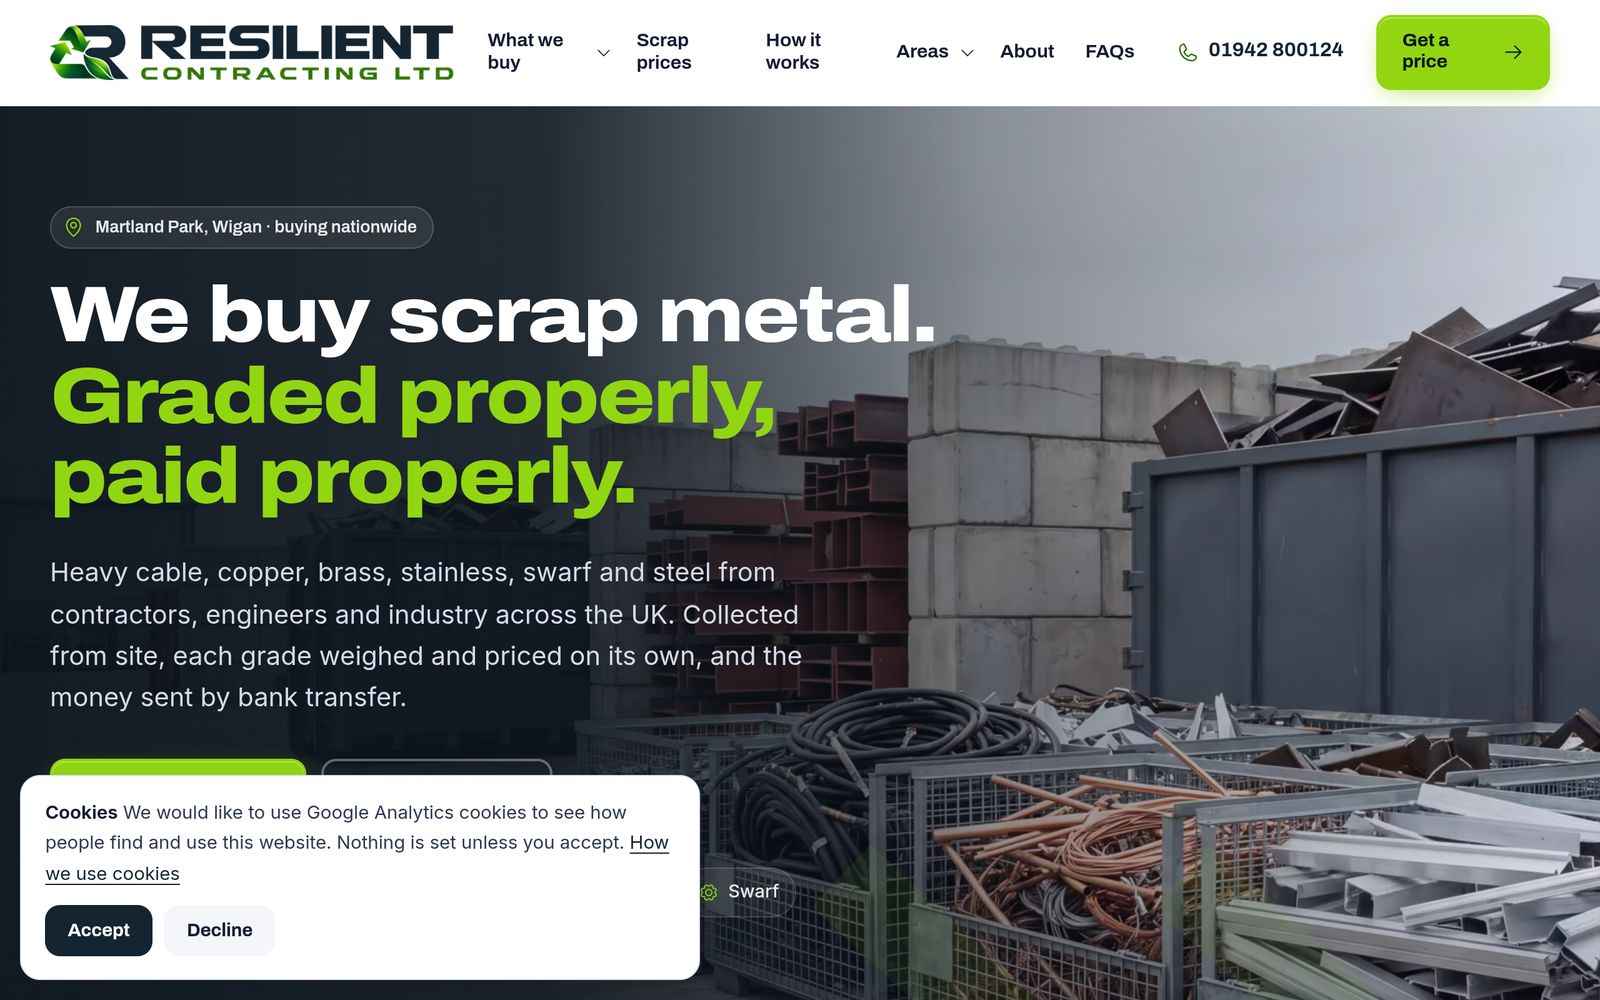 RESILIENT
CONTRACTING LTD
What we
buy
Scrap
prices
How it
works
Areas
About
FAQs
01942 800124
Get a
price
Martland Park, Wigan · buying nationwide
We buy scrap metal.
Graded properly,
paid properly.
Heavy cable, copper, brass, stainless, swarf and steel from
contractors, engineers and industry across the UK. Collected
from site, each grade weighed and priced on its own, and the
money sent by bank transfer.
Cookies We would like to use Google Analytics cookies to see how
people find and use this website. Nothing is set unless you accept. How
we use cookies
Accept
Decline
Swarf